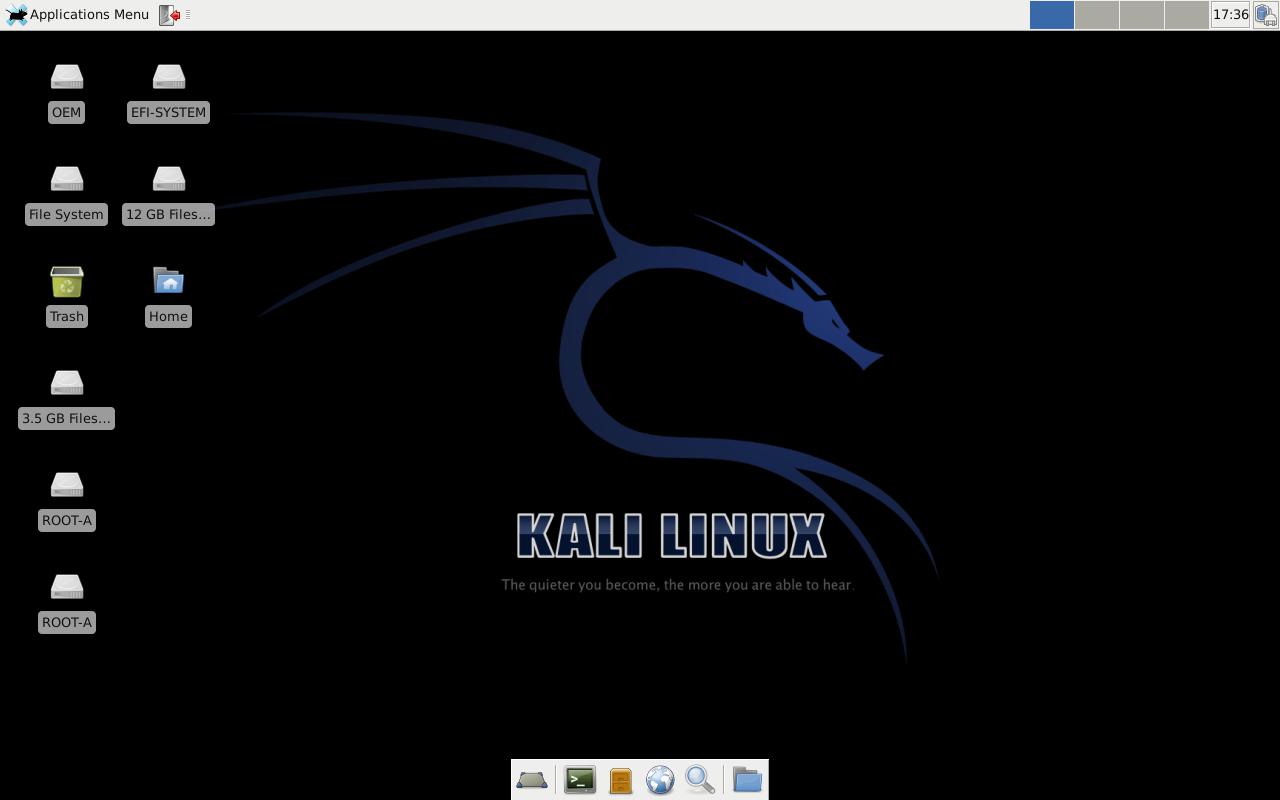 Applications Menu
17:36
OEM
EFI-SYSTEM
File System
12 GB Files...
Trash
Home
3.5 GB Files...
ROOT-A
ROOT-A
KALI LINUX
The quieter you become, the more you are able to hear.
>_